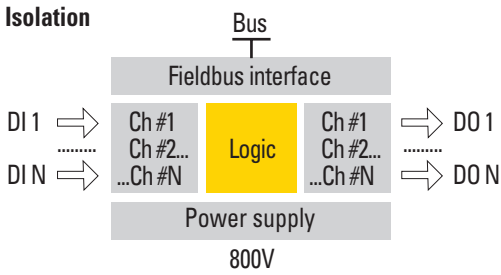 Isolation
Bus
Fieldbus interface
DI 1 Ch #1 Logic Ch #1 DO 1
......... Ch #2... Ch #2... .........
DI N ...Ch #N ...Ch #N DO N
Power supply
800V